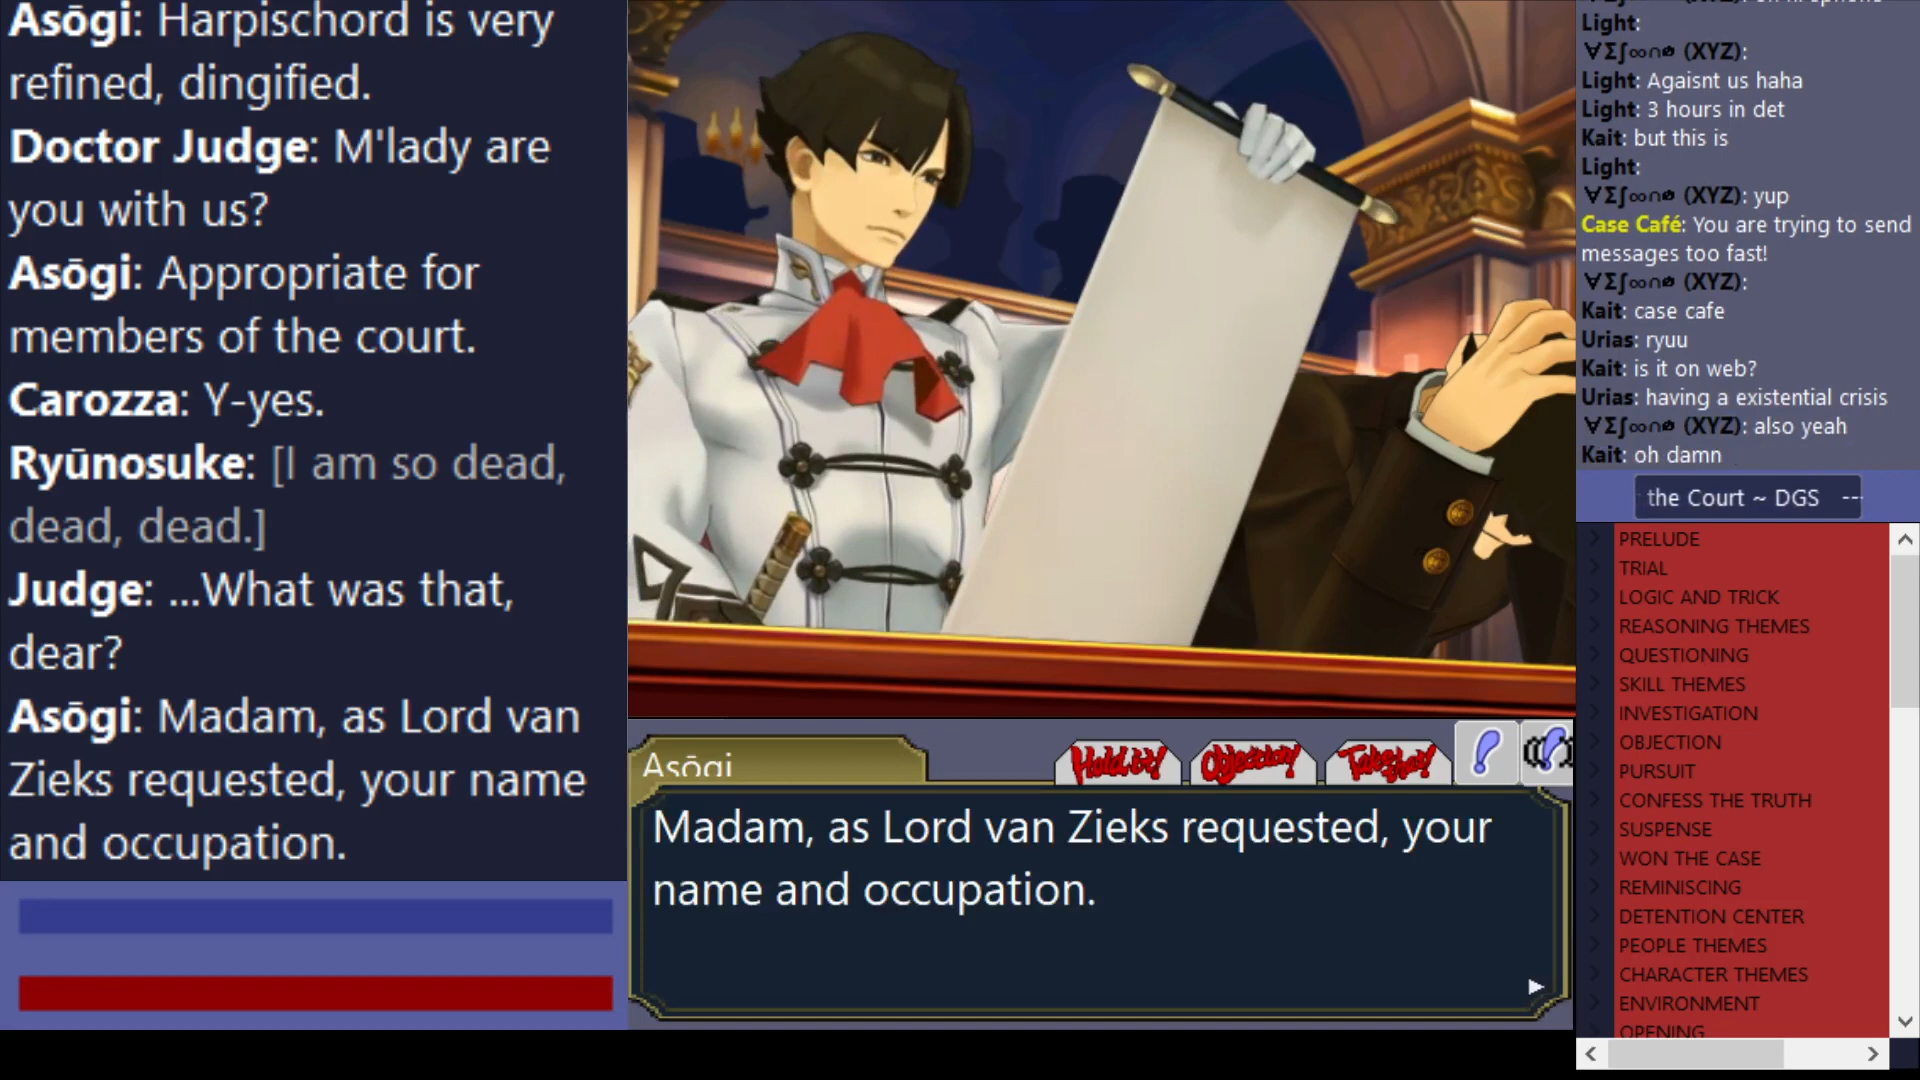 Asōgi: Harpischord is very
refined, dingified.
Doctor Judge: M'lady are
you with us?
Asōgi: Appropriate for
members of the court.
Carozza: Y-yes.
Ryūnosuke: [I am so dead,
dead, dead.]
Judge: ...What was that,
dear?
Asōgi: Madam, as Lord van
Zieks requested, your name
and occupation.
Asōgi
Hold it!
Objection!
Take that!
Madam, as Lord van Zieks requested, your
name and occupation.
Light:
∀Σ∫∞∩ø (XYZ):
Light: Agaisnt us haha
Light: 3 hours in det
Kait: but this is
Light:
∀Σ∫∞∩ø (XYZ): yup
Case Café: You are trying to send
messages too fast!
∀Σ∫∞∩ø (XYZ):
Kait: case cafe
Urias: ryuu
Kait: is it on web?
Urias: having a existential crisis
∀Σ∫∞∩ø (XYZ): also yeah
Kait: oh damn
the Court ~ DGS ---
PRELUDE
TRIAL
LOGIC AND TRICK
REASONING THEMES
QUESTIONING
SKILL THEMES
INVESTIGATION
OBJECTION
PURSUIT
CONFESS THE TRUTH
SUSPENSE
WON THE CASE
REMINISCING
DETENTION CENTER
PEOPLE THEMES
CHARACTER THEMES
ENVIRONMENT
OPENING